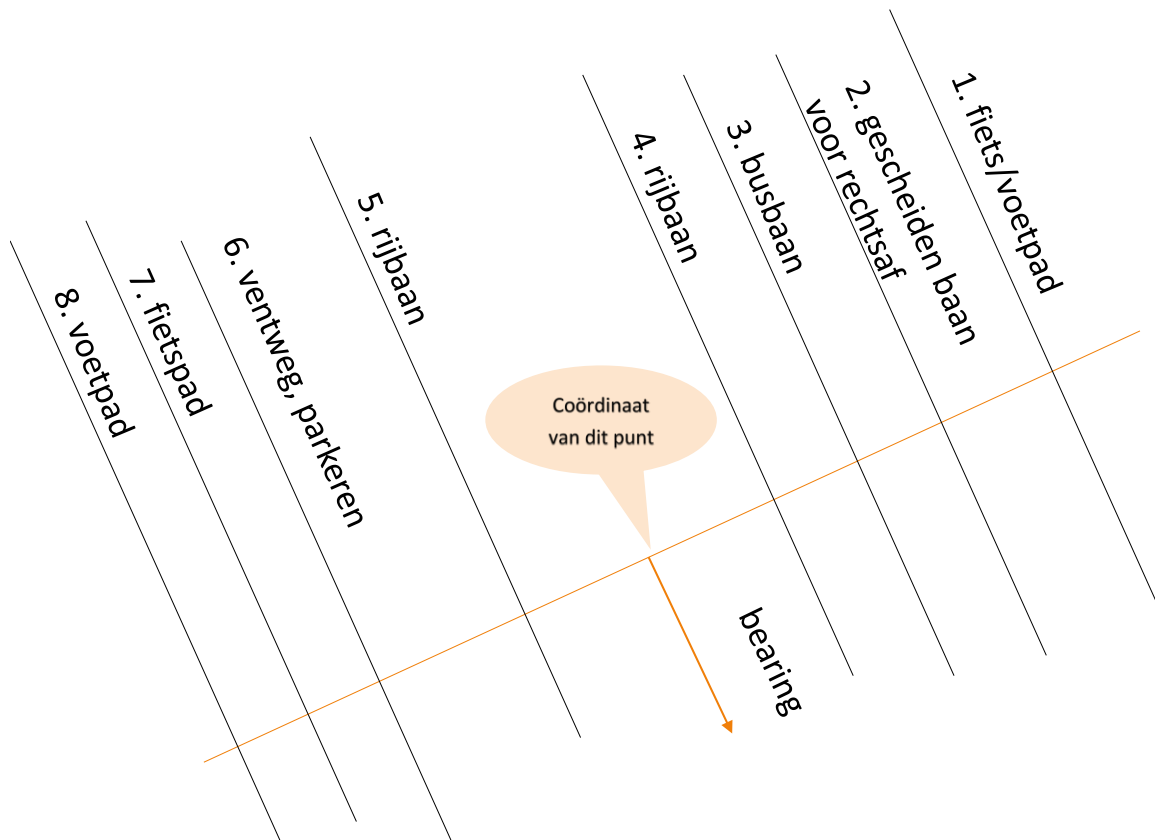 1. fiets/voetpad
2. gescheiden baan
voor rechtsaf
3. busbaan
4. rijbaan
5. rijbaan
6. ventweg, parkeren
7. fietspad
8. voetpad
Coördinaat
van dit punt
bearing